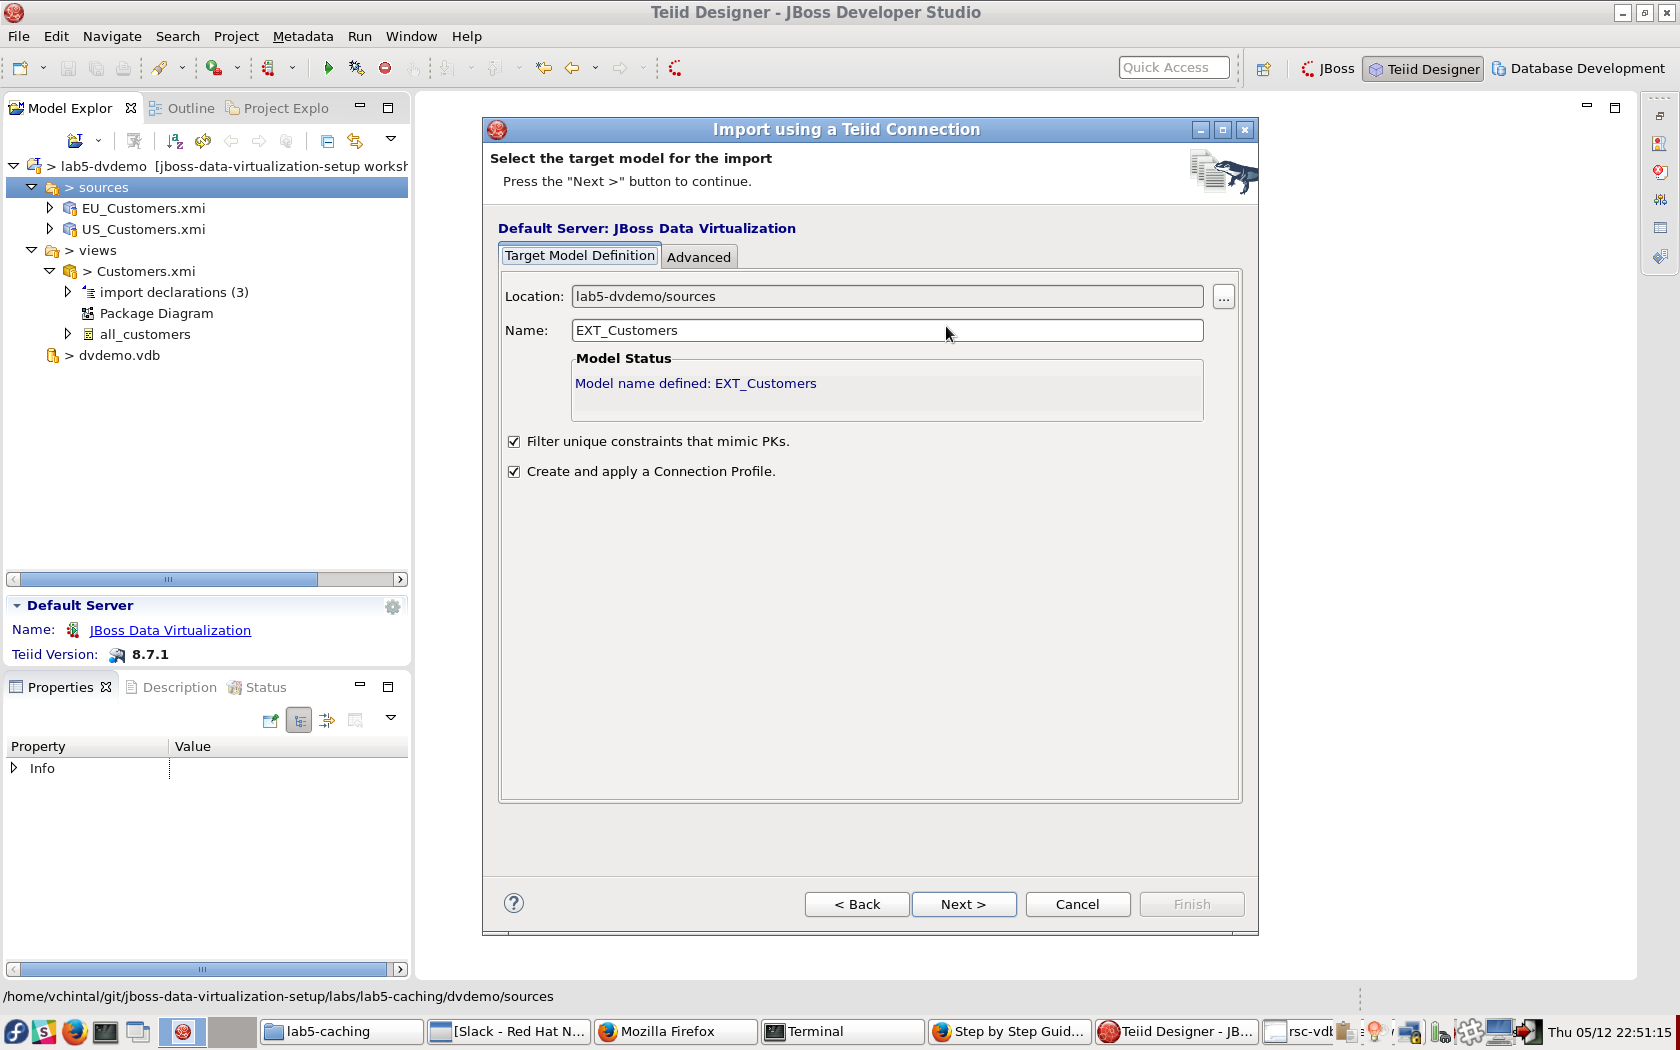 Teiid Designer - JBoss Developer Studio
File Edit Navigate Search Project Metadata Run Window Help
Quick Access JBoss Teiid Designer Database Development
Model Explor Outline Project Explo
> lab5-dvdemo [jboss-data-virtualization-setup worksh
> sources
EU_Customers.xmi
US_Customers.xmi
> views
> Customers.xmi
import declarations (3)
Package Diagram
all_customers
> dvdemo.vdb
Default Server
Name: JBoss Data Virtualization
Teiid Version: 8.7.1
Properties Description Status
Property Value
Info
Import using a Teiid Connection
Select the target model for the import
Press the "Next >" button to continue.
Default Server: JBoss Data Virtualization
Target Model Definition Advanced
Location: lab5-dvdemo/sources ...
Name: EXT_Customers
Model Status
Model name defined: EXT_Customers
Filter unique constraints that mimic PKs.
Create and apply a Connection Profile.
? < Back Next > Cancel Finish
/home/vchintal/git/jboss-data-virtualization-setup/labs/lab5-caching/dvdemo/sources
lab5-caching [Slack - Red Hat N... Mozilla Firefox Terminal Step by Step Guid... Teiid Designer - JB... rsc-vdb Thu 05/12 22:51:15